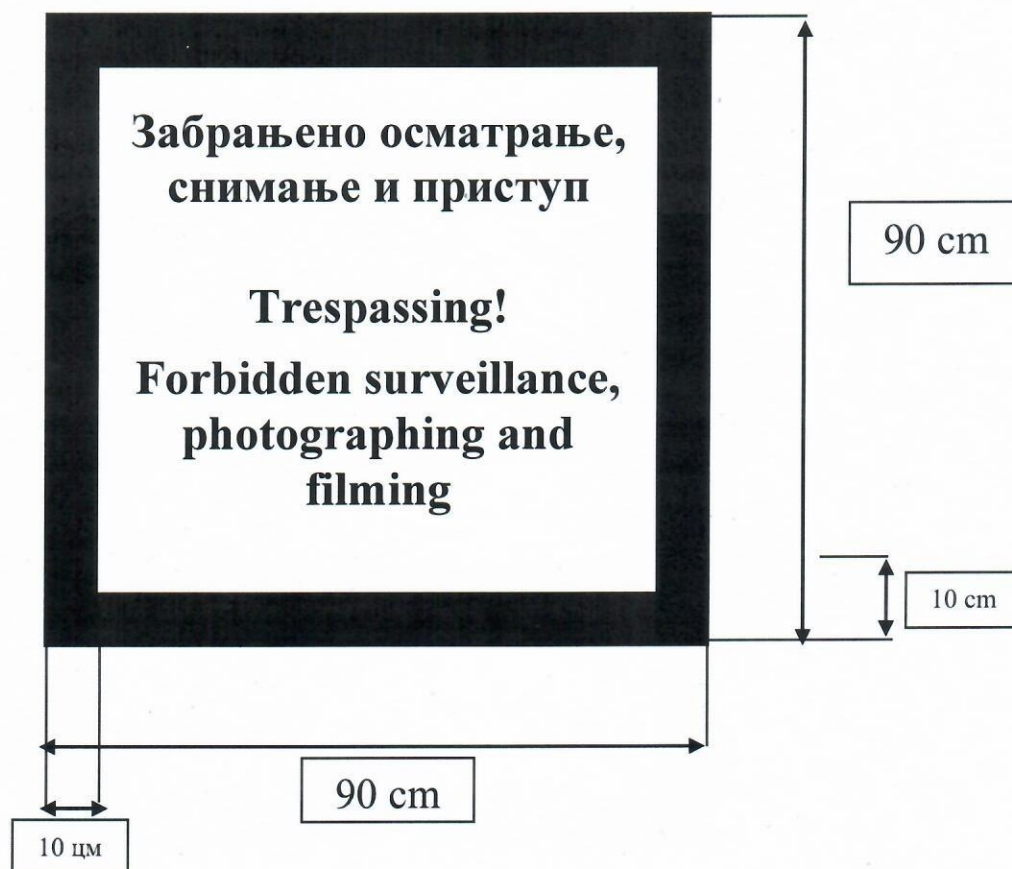 Забрањено осматрање,
снимање и приступ
Trespassing!
Forbidden surveillance,
photographing and
filming
90 cm
10 cm
90 cm
10 цм